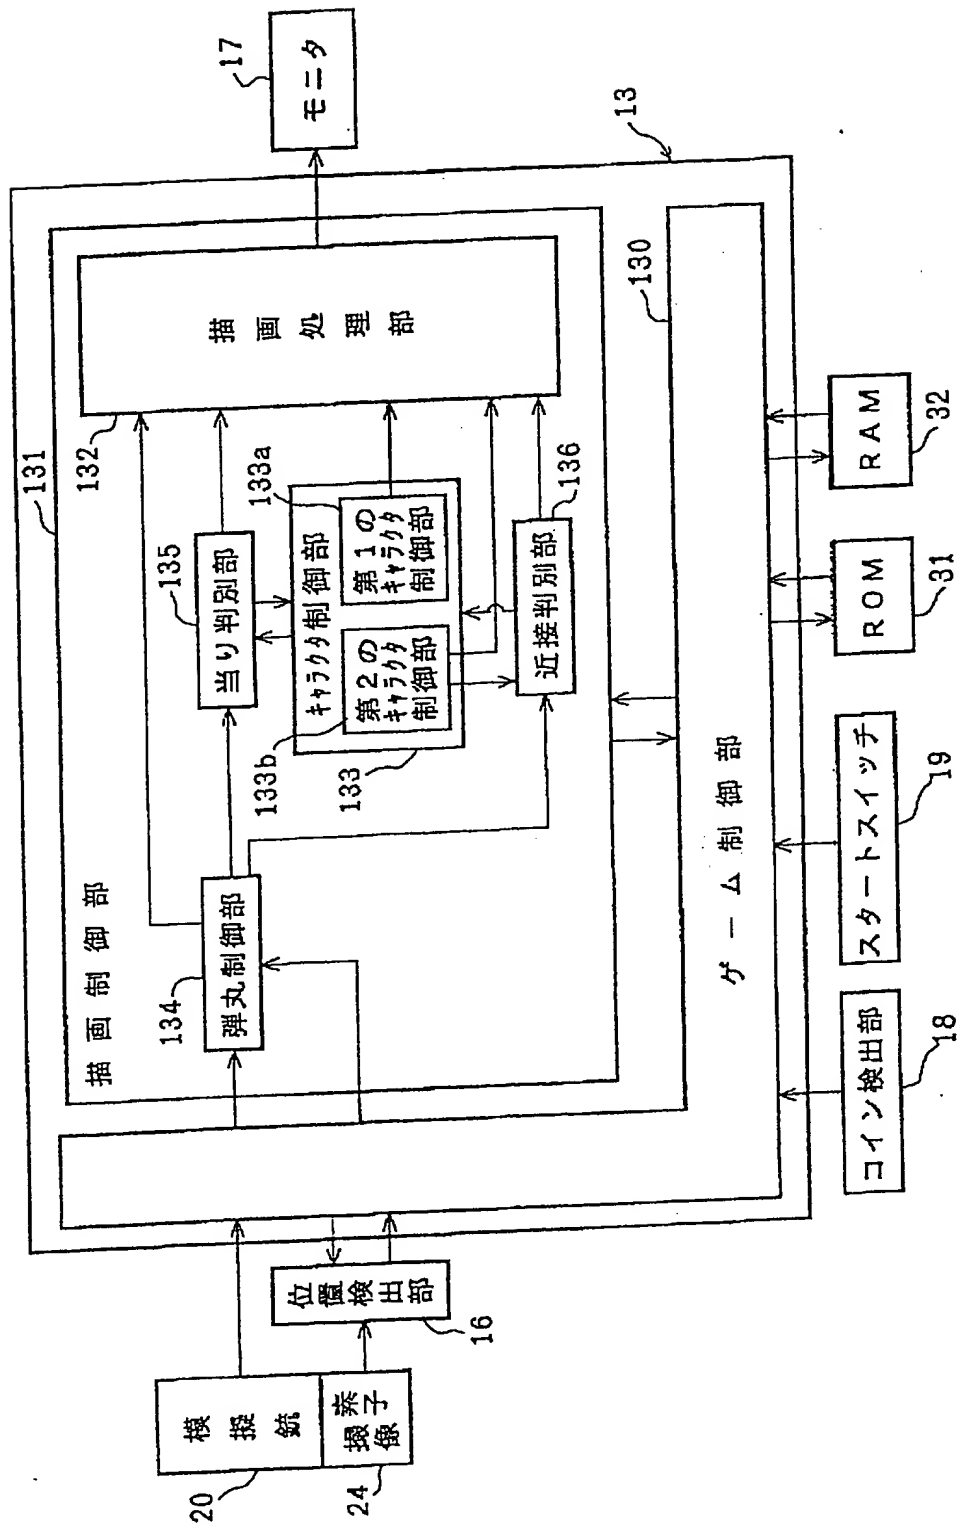 131
描画制御部
132
描画処理部
17
モニタ
13
135
当り判別部
134
弾丸制御部
キャラクタ制御部
133a
第1の
キャラクタ
制御部
133b
第2の
キャラクタ
制御部
133
136
近接判別部
130
ゲーム制御部
20
模擬銃
24
撮像
素子
16
位置検出部
18
コイン検出部
19
スタートスイッチ
31
ROM
32
RAM